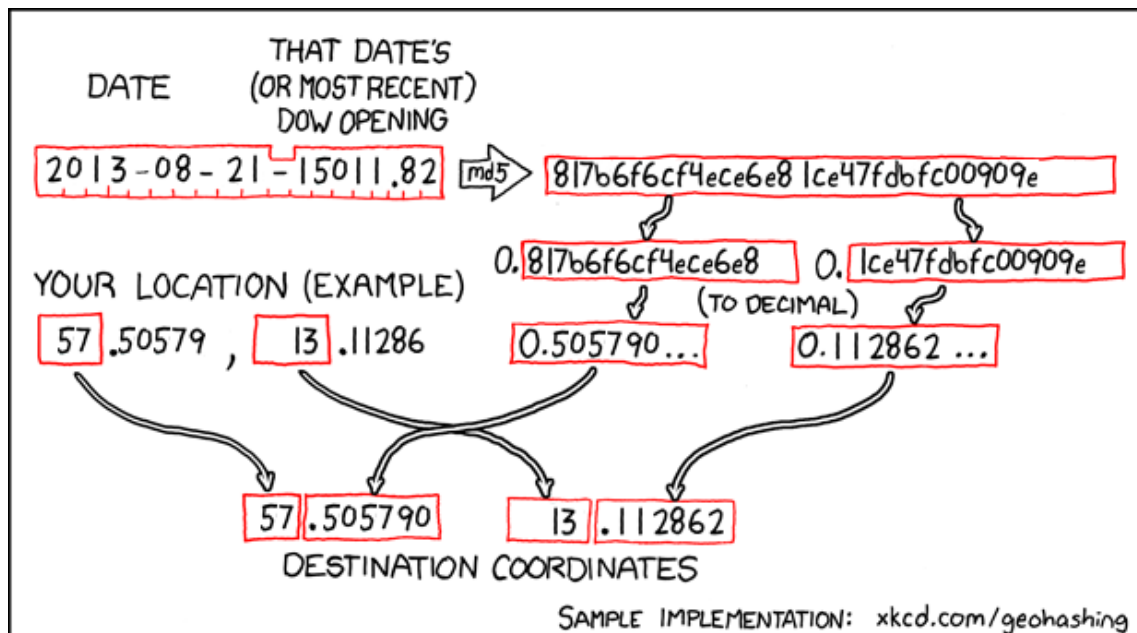 DATE
THAT DATE'S
(OR MOST RECENT)
DOW OPENING
2013-08-21-15011.82
md5
817b6f6cf4ece6e81ce47fdbfc00909e
0.817b6f6cf4ece6e8
0.1ce47fdbfc00909e
YOUR LOCATION (EXAMPLE)
(TO DECIMAL)
57.50579, 13.11286
0.505790...
0.112862...
57.505790
13.112862
DESTINATION COORDINATES
SAMPLE IMPLEMENTATION: xkcd.com/geohashing